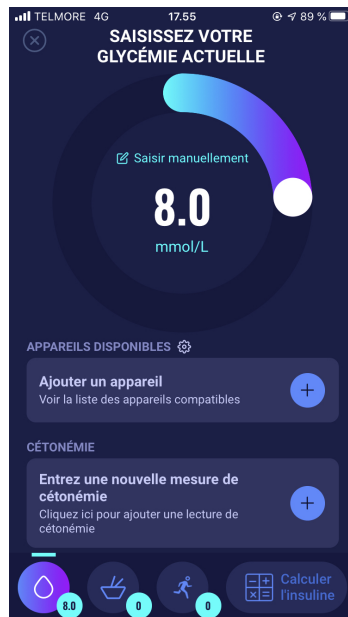 TELMORE 4G 17.55 89 %
SAISISSEZ VOTRE
GLYCÉMIE ACTUELLE
Saisir manuellement
8.0
mmol/L
APPAREILS DISPONIBLES
Ajouter un appareil
Voir la liste des appareils compatibles
CÉTONÉMIE
Entrez une nouvelle mesure de
cétonémie
Cliquez ici pour ajouter une lecture de
cétonémie
8.0 0 0
Calculer
l'insuline